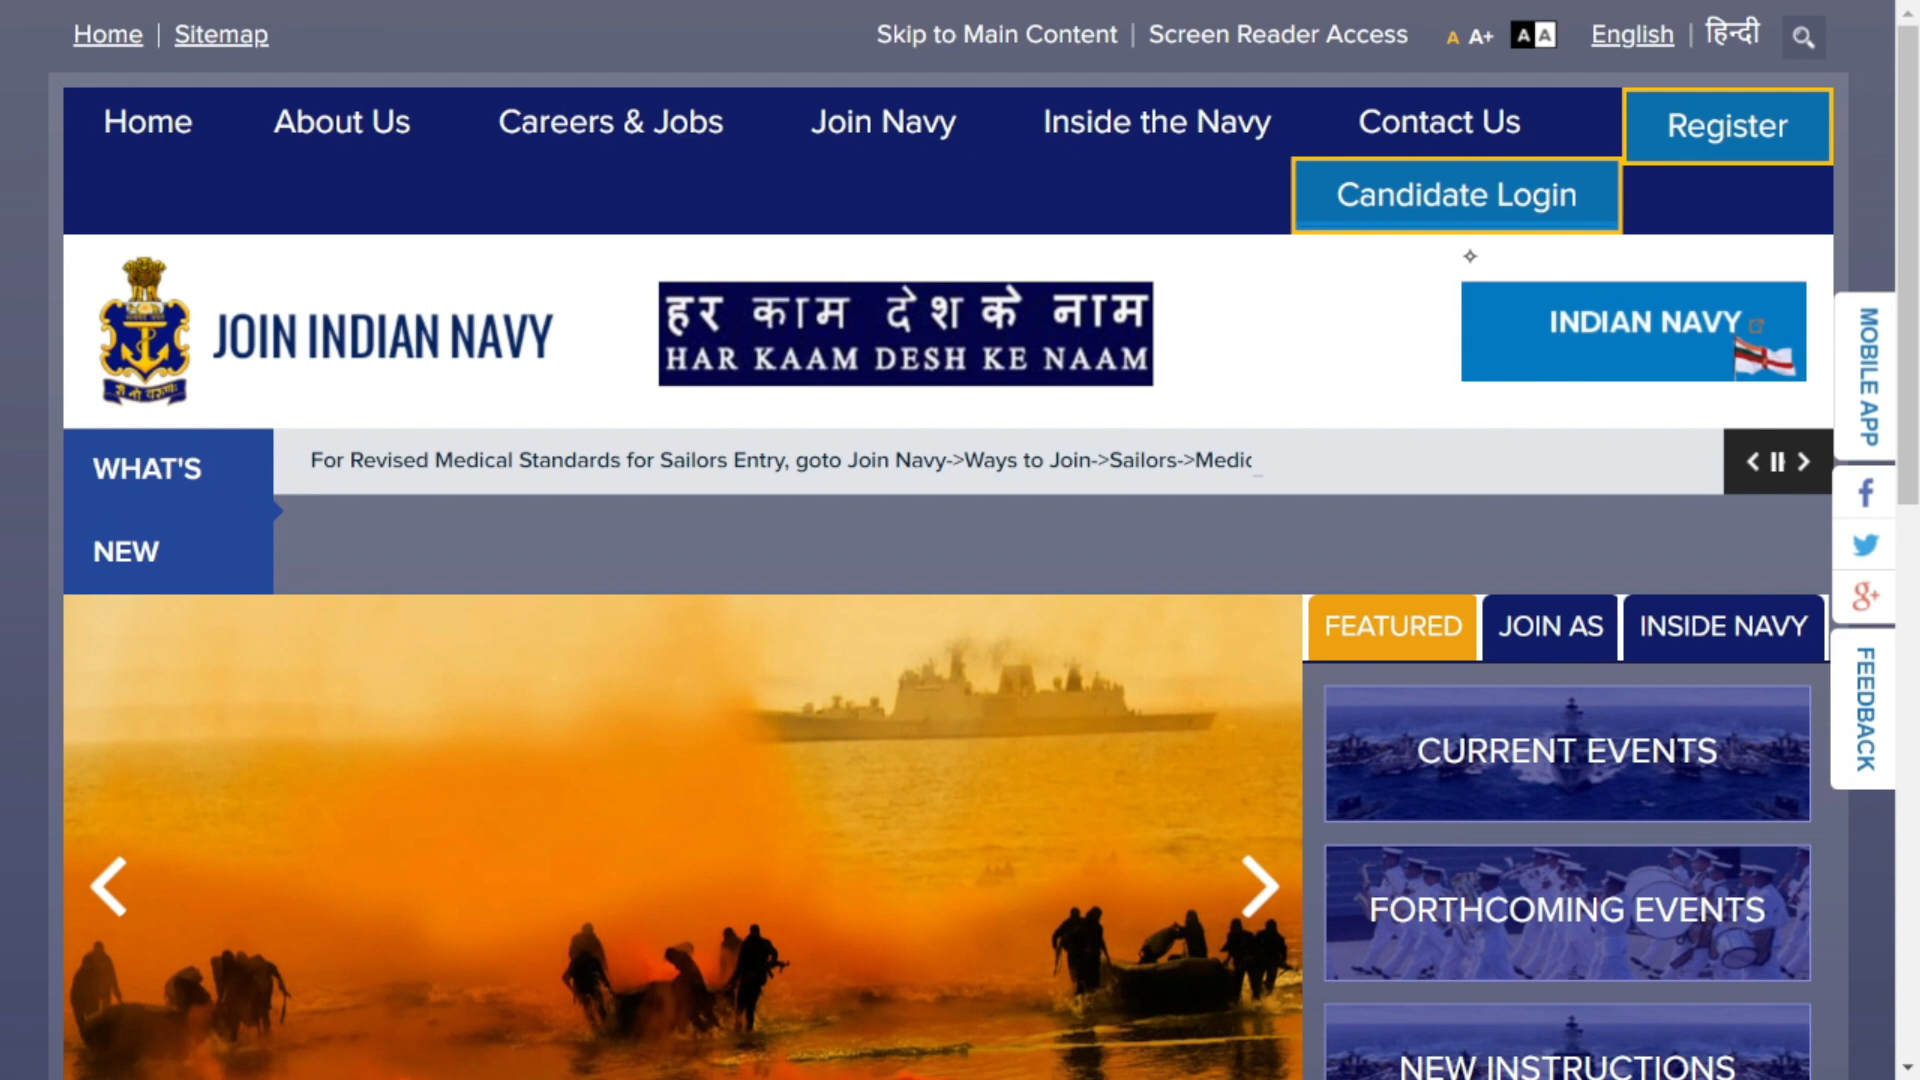 Home | Sitemap
Skip to Main Content | Screen Reader Access A A+ A A English | हिन्दी
Home About Us Careers & Jobs Join Navy Inside the Navy Contact Us Register
Candidate Login
JOIN INDIAN NAVY
हर काम देश के नाम
HAR KAAM DESH KE NAAM
INDIAN NAVY
MOBILE APP
WHAT'S
NEW
For Revised Medical Standards for Sailors Entry, goto Join Navy->Ways to Join->Sailors->Medic_
FEATURED JOIN AS INSIDE NAVY
FEEDBACK
CURRENT EVENTS
FORTHCOMING EVENTS
NEW INSTRUCTIONS